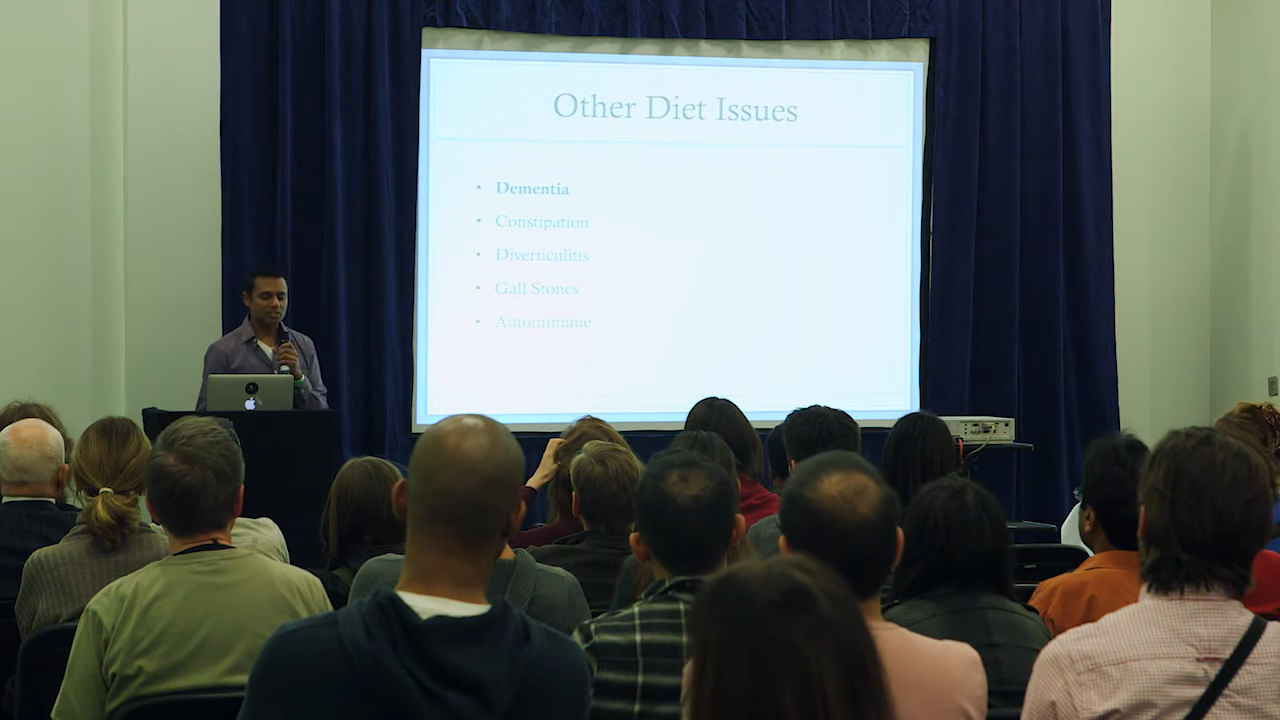 Other Diet Issues
• Dementia
• Constipation
• Diverticulitis
• Gall Stones
• Autoimmune